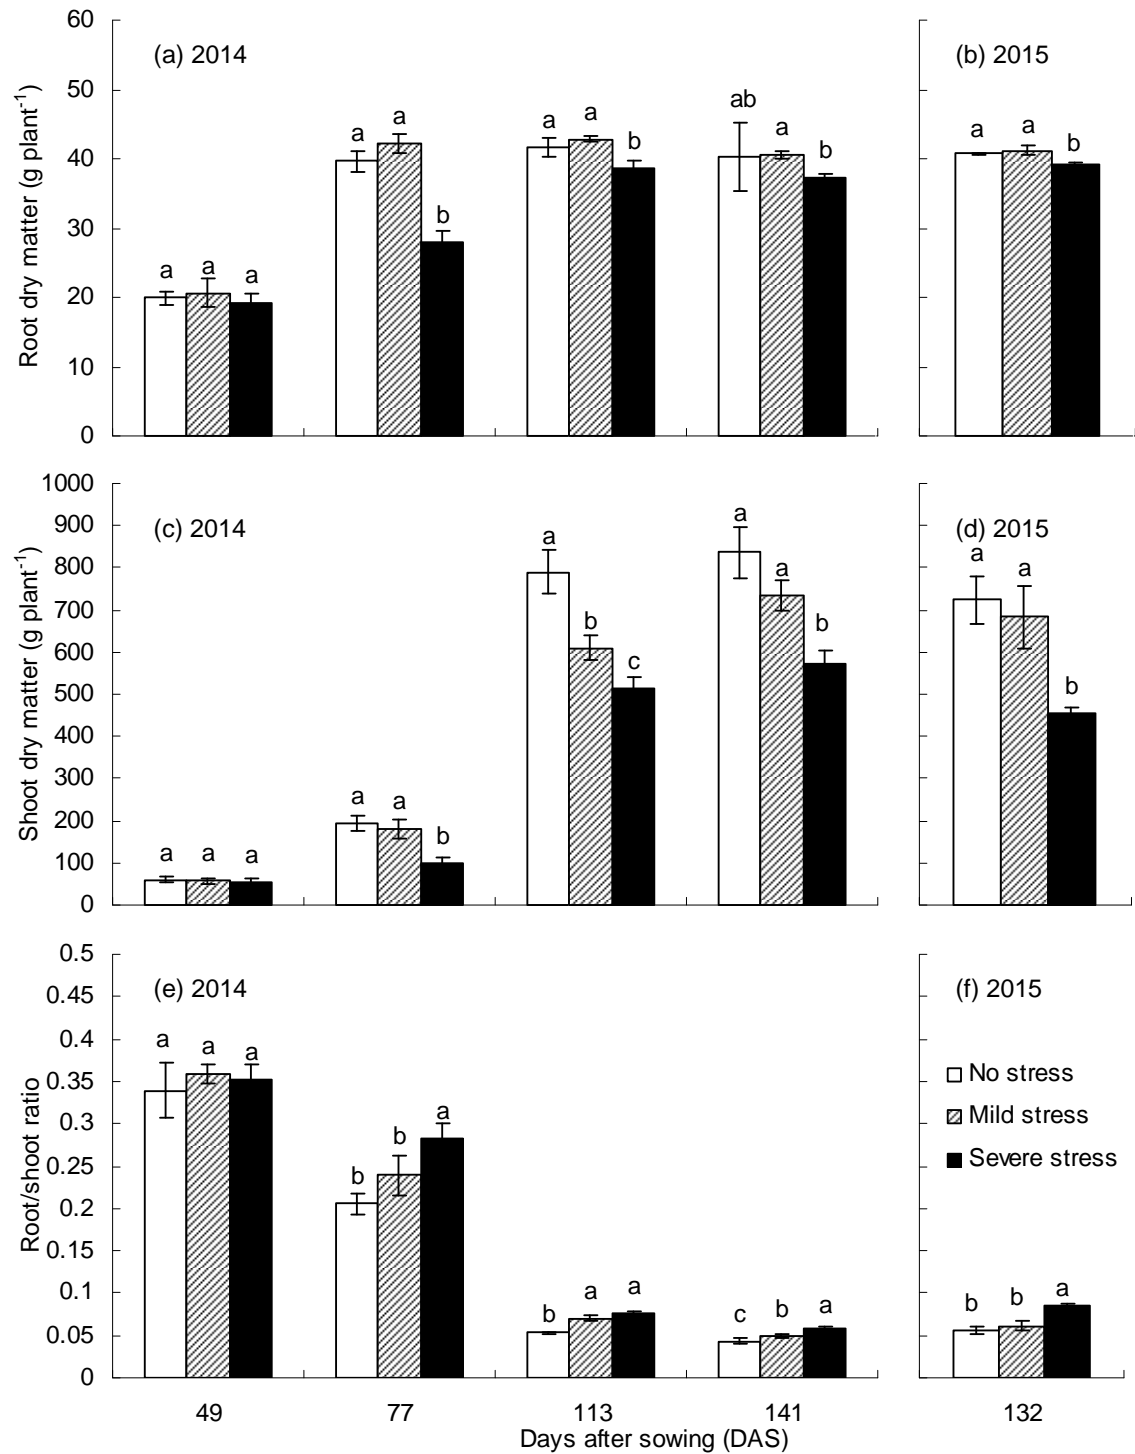 60
50
40
30
20
10
0
Root dry matter (g plant-1)
(a) 2014
a a a
a a b
a a b
ab a b
(b) 2015
a a b
1000
900
800
700
600
500
400
300
200
100
0
Shoot dry matter (g plant-1)
(c) 2014
a a a
a a b
a b c
a a b
(d) 2015
a a b
0.5
0.45
0.4
0.35
0.3
0.25
0.2
0.15
0.1
0.05
0
Root/shoot ratio
(e) 2014
a a a
b b a
b a a
c b a
(f) 2015
No stress
Mild stress
Severe stress
b b a
49 77 113 141 132
Days after sowing (DAS)